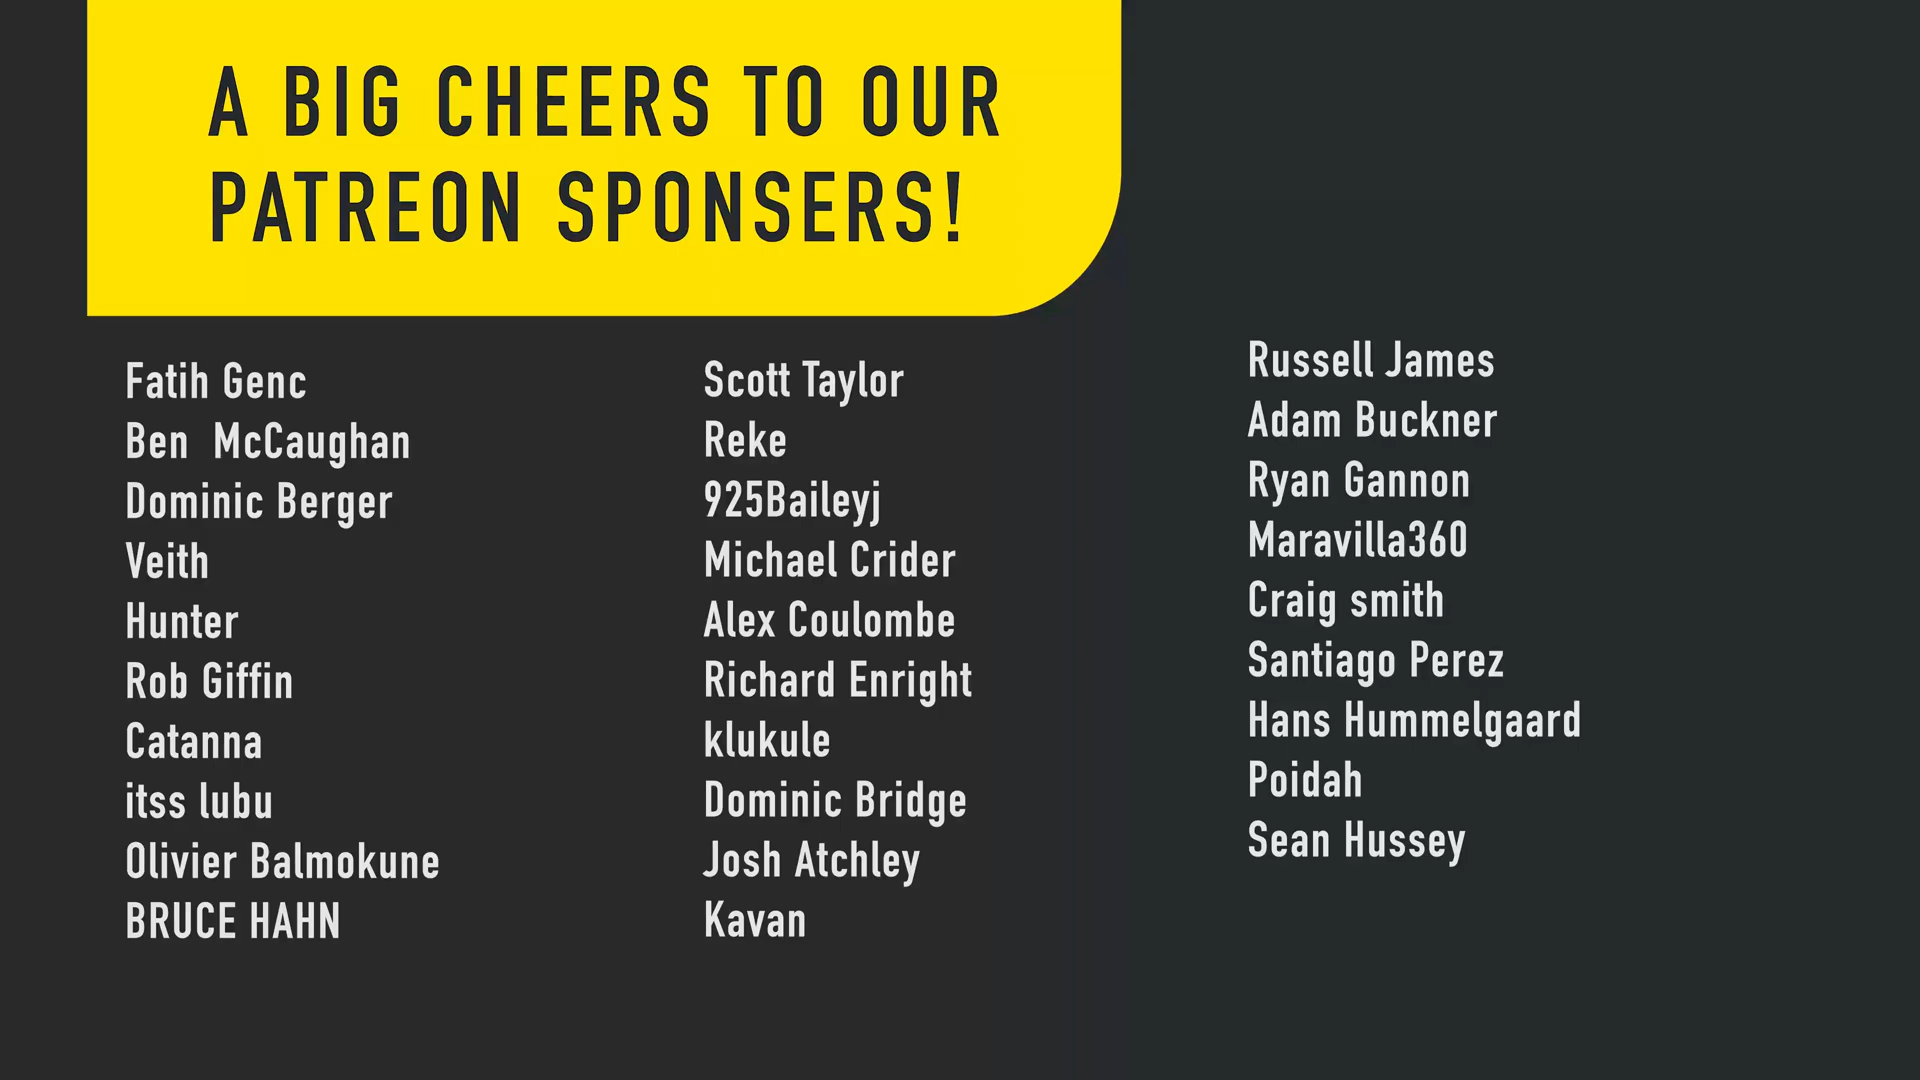 A BIG CHEERS TO OUR
PATREON SPONSERS!
Fatih Genc
Ben  McCaughan
Dominic Berger
Veith
Hunter
Rob Giffin
Catanna
itss lubu
Olivier Balmokune
BRUCE HAHN
Scott Taylor
Reke
925Baileyj
Michael Crider
Alex Coulombe
Richard Enright
klukule
Dominic Bridge
Josh Atchley
Kavan
Russell James
Adam Buckner
Ryan Gannon
Maravilla360
Craig smith
Santiago Perez
Hans Hummelgaard
Poidah
Sean Hussey